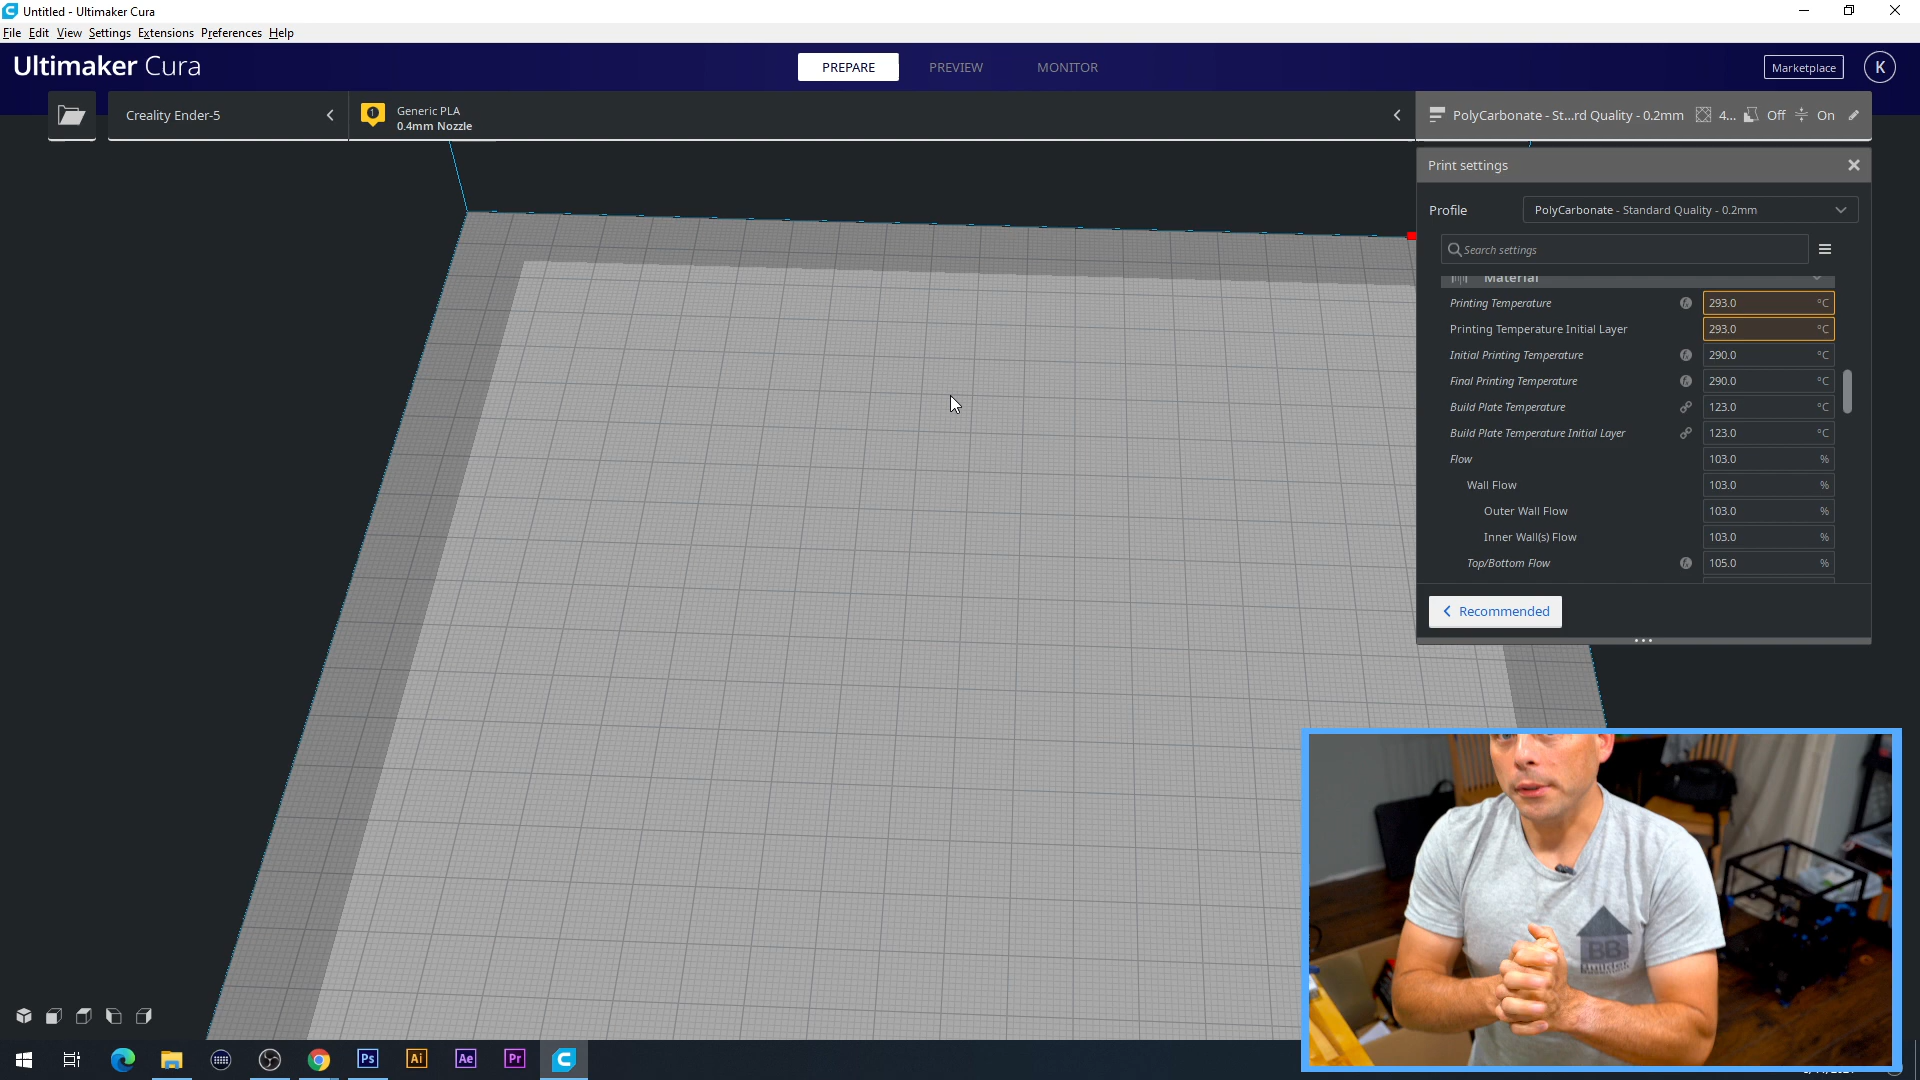 Untitled - Ultimaker Cura
File Edit View Settings Extensions Preferences Help
Ultimaker Cura
PREPARE
PREVIEW
MONITOR
Marketplace
K
Creality Ender-5
1
Generic PLA
0.4mm Nozzle
PolyCarbonate - St...rd Quality - 0.2mm
4...
Off
On
Print settings
Profile
PolyCarbonate - Standard Quality - 0.2mm
Search settings
Material
Printing Temperature 293.0 °C
Printing Temperature Initial Layer 293.0 °C
Initial Printing Temperature 290.0 °C
Final Printing Temperature 290.0 °C
Build Plate Temperature 123.0 °C
Build Plate Temperature Initial Layer 123.0 °C
Flow 103.0 %
Wall Flow 103.0 %
Outer Wall Flow 103.0 %
Inner Wall(s) Flow 103.0 %
Top/Bottom Flow 105.0 %
Recommended
BB
Builder
Ps
Ai
Ae
Pr